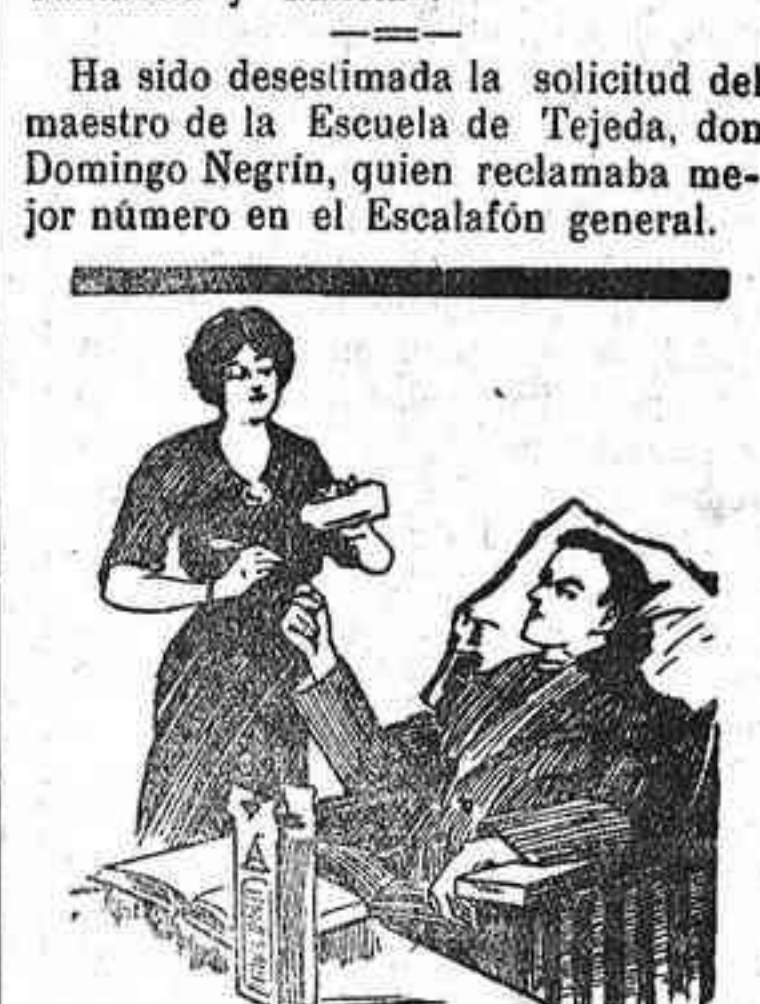 Ha sido desestimada la solicitud del
maestro de la Escuela de Tejeda, don
Domingo Negrín, quien reclamaba me-
jor número en el Escalafón general.